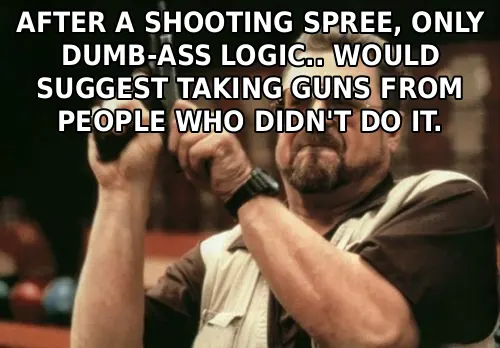 AFTER A SHOOTING SPREE, ONLY
DUMB-ASS LOGIC.. WOULD
SUGGEST TAKING GUNS FROM
PEOPLE WHO DIDN'T DO IT.